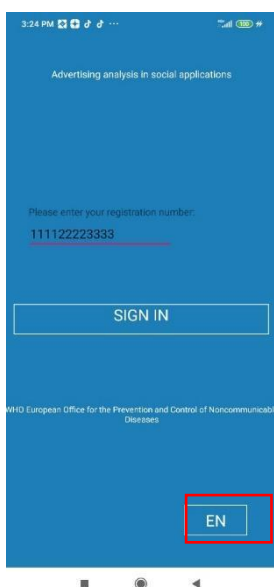 3:24 PM
100
Advertising analysis in social applications
Please enter your registration number:
111122223333
SIGN IN
WHO European Office for the Prevention and Control of Noncommunicabl
Diseases
EN